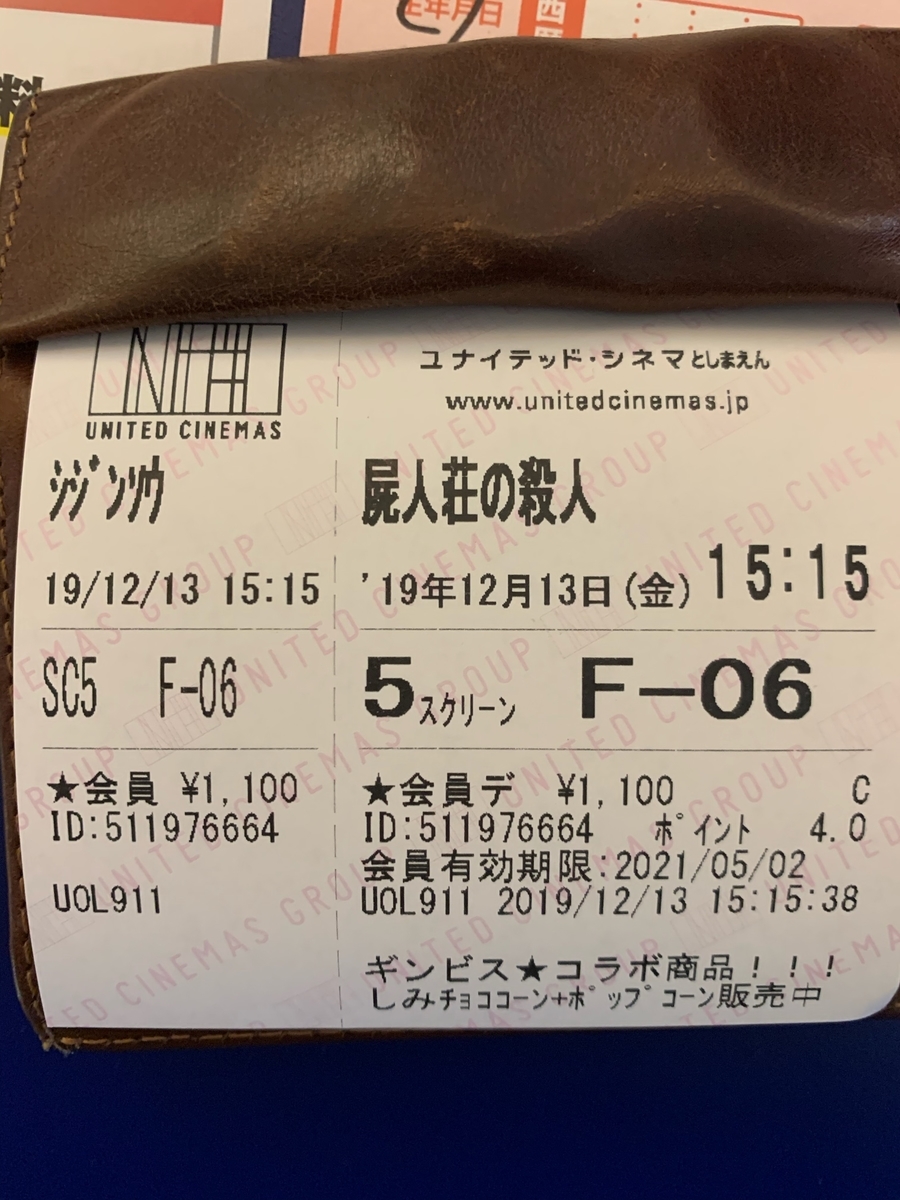 生年月日
料
UNITED CINEMAS
ユナイテッド・シネマとしまえん
www.unitedcinemas.jp
ｼｼﾞﾝｿｳ
屍人荘の殺人
19/12/13 15:15
'19年12月13日(金) 15:15
SC5 F-06
5スクリーン F-06
★会員 ¥1,100
★会員デ ¥1,100 C
ID:511976664
ID:511976664 ﾎﾟｲﾝﾄ 4.0
会員有効期限:2021/05/02
UOL911
UOL911 2019/12/13 15:15:38
ギンビス★コラボ商品！！！
しみチョココーン+ﾎﾟｯﾌﾟコーン販売中